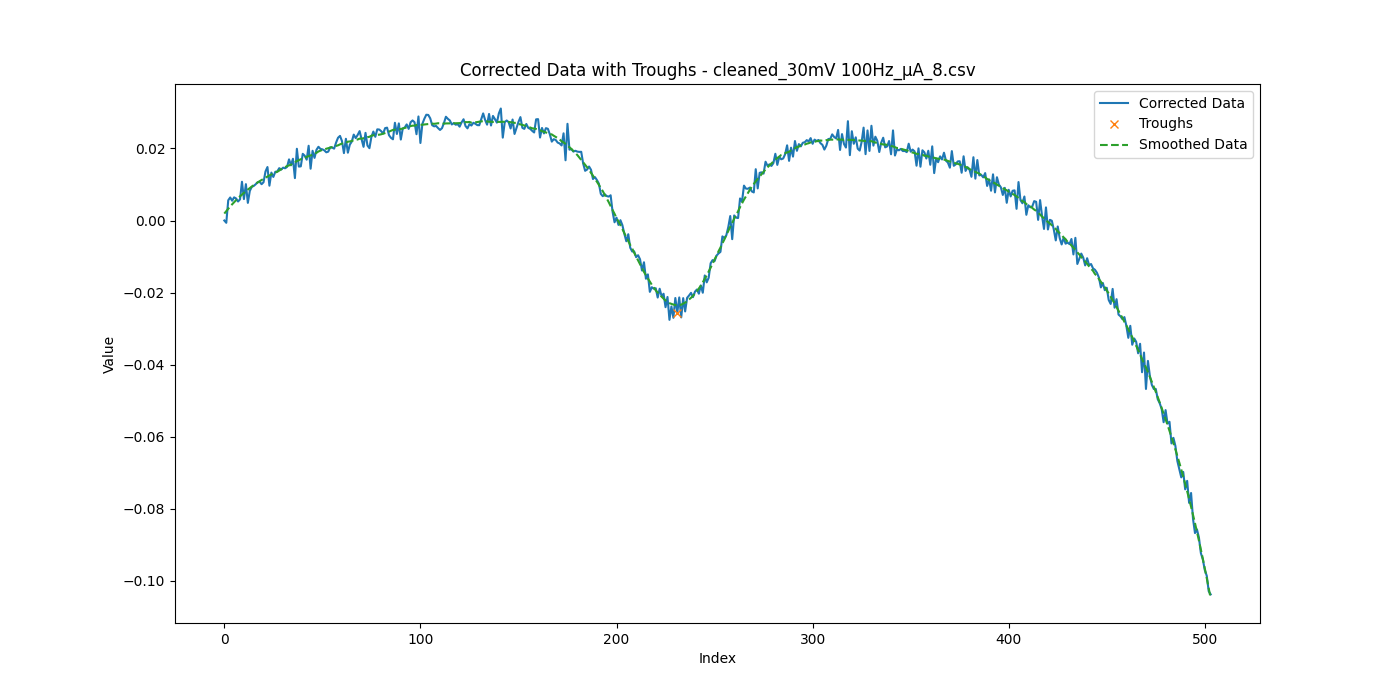 Corrected Data with Troughs - cleaned_30mV 100Hz_μA_8.csv
Corrected Data
Troughs
Smoothed Data
Value
0.02
0.00
−0.02
−0.04
−0.06
−0.08
−0.10
0 100 200 300 400 500
Index